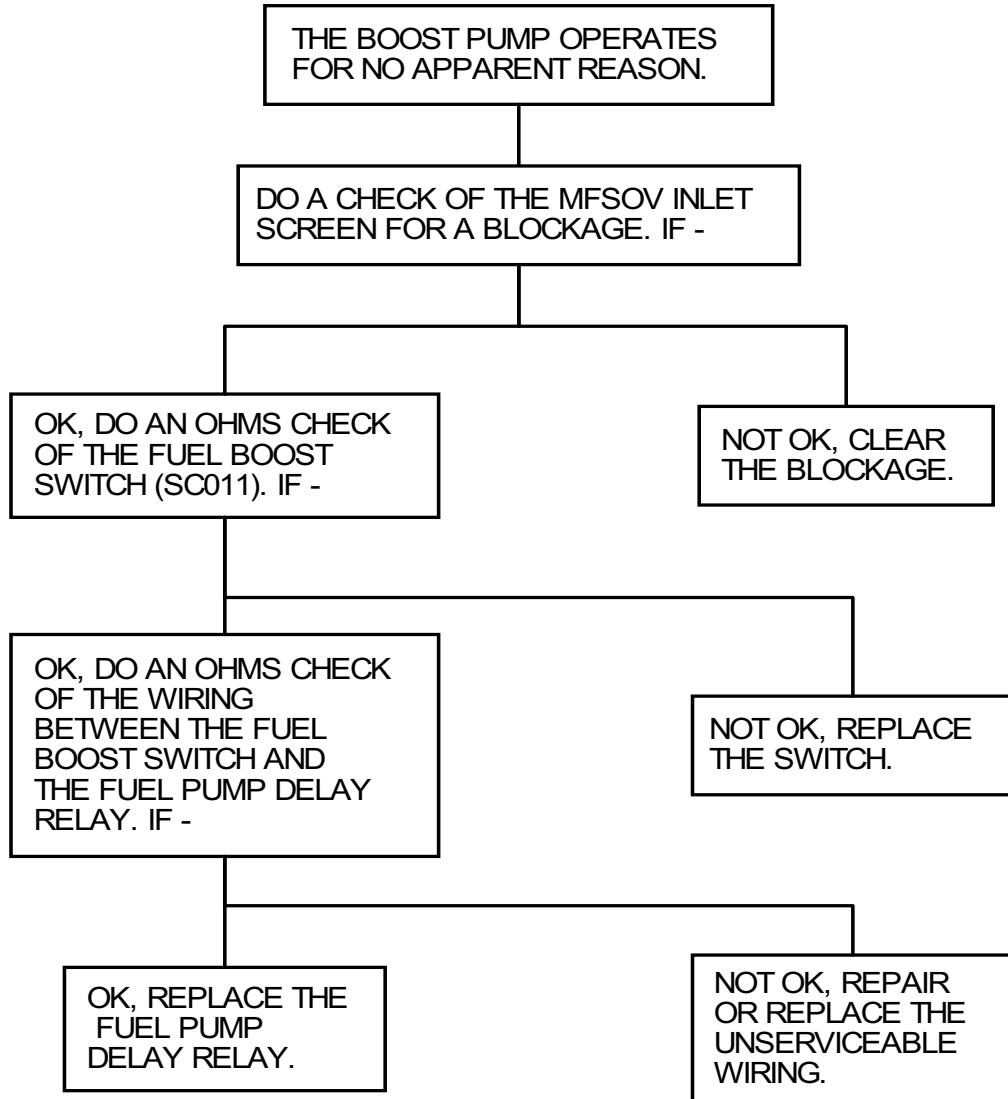 THE BOOST PUMP OPERATES
FOR NO APPARENT REASON.
DO A CHECK OF THE MFSOV INLET
SCREEN FOR A BLOCKAGE. IF -
OK, DO AN OHMS CHECK
OF THE FUEL BOOST
SWITCH (SC011). IF -
NOT OK, CLEAR
THE BLOCKAGE.
OK, DO AN OHMS CHECK
OF THE WIRING
BETWEEN THE FUEL
BOOST SWITCH AND
THE FUEL PUMP DELAY
RELAY. IF -
NOT OK, REPLACE
THE SWITCH.
OK, REPLACE THE
FUEL PUMP
DELAY RELAY.
NOT OK, REPAIR
OR REPLACE THE
UNSERVICEABLE
WIRING.